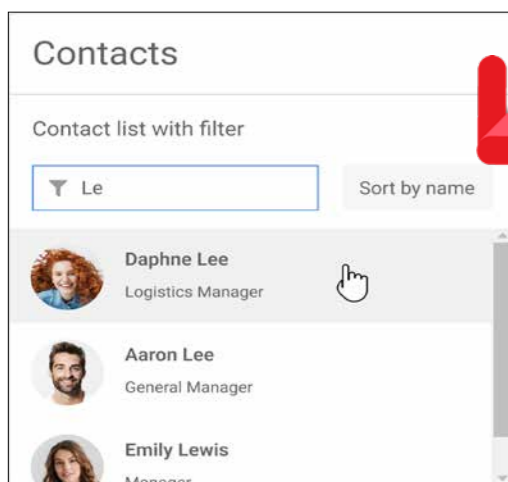 Contacts
Contact list with filter
Le
Sort by name
Daphne Lee
Logistics Manager
Aaron Lee
General Manager
Emily Lewis
Manager